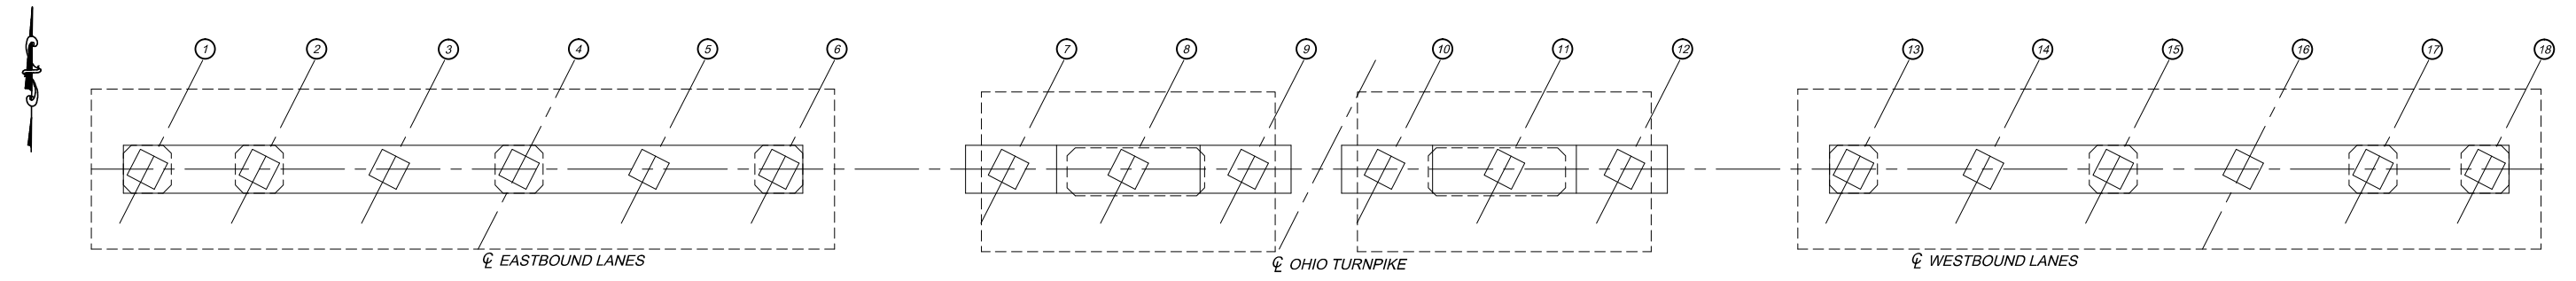 1 2 3 4 5 6 7 8 9 10 11 12 13 14 15 16 17 18
℄ EASTBOUND LANES
℄ OHIO TURNPIKE
℄ WESTBOUND LANES